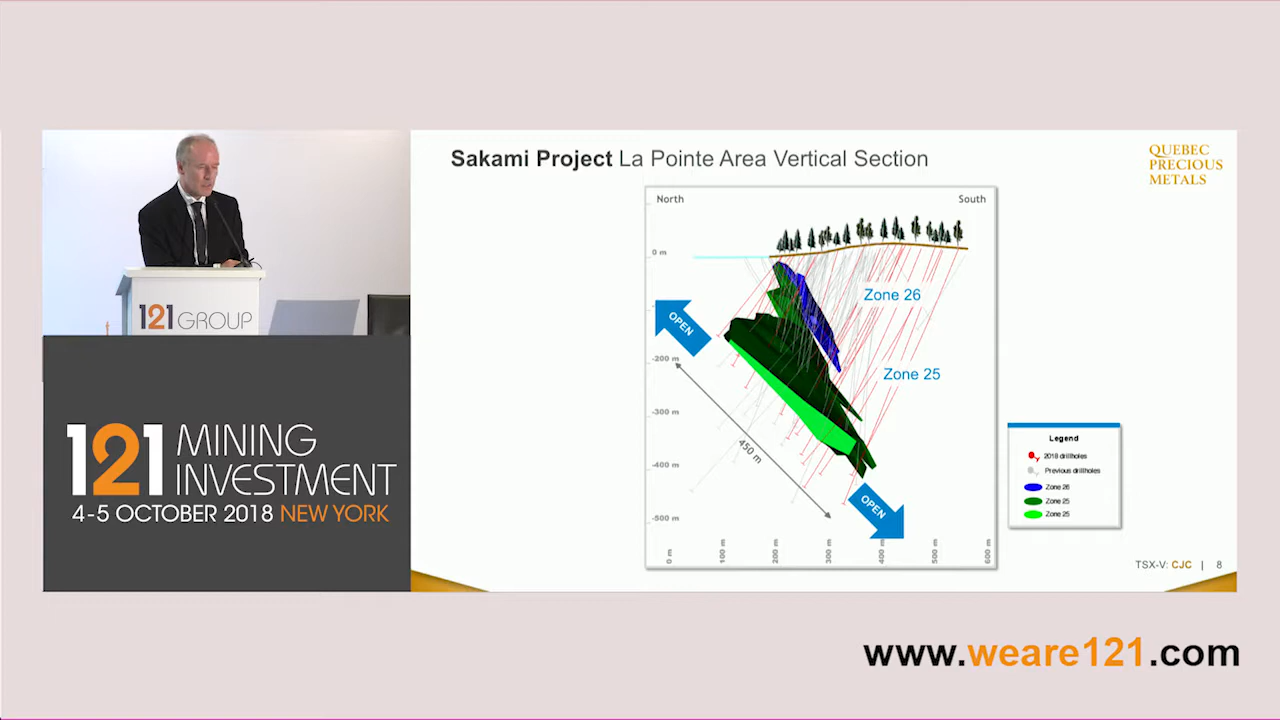 Sakami Project La Pointe Area Vertical Section
QUEBEC
PRECIOUS
METALS
North
South
0 m
Zone 26
OPEN
-200 m
Zone 25
-300 m
450 m
-400 m
OPEN
-500 m
0 m
100 m
200 m
300 m
400 m
500 m
600 m
Legend
2018 drillholes
Previous drillholes
Zone 26
Zone 25
Zone 25
TSX-V: CJC | 8
121 GROUP
121 MINING
INVESTMENT
4-5 OCTOBER 2018 NEW YORK
www.weare121.com